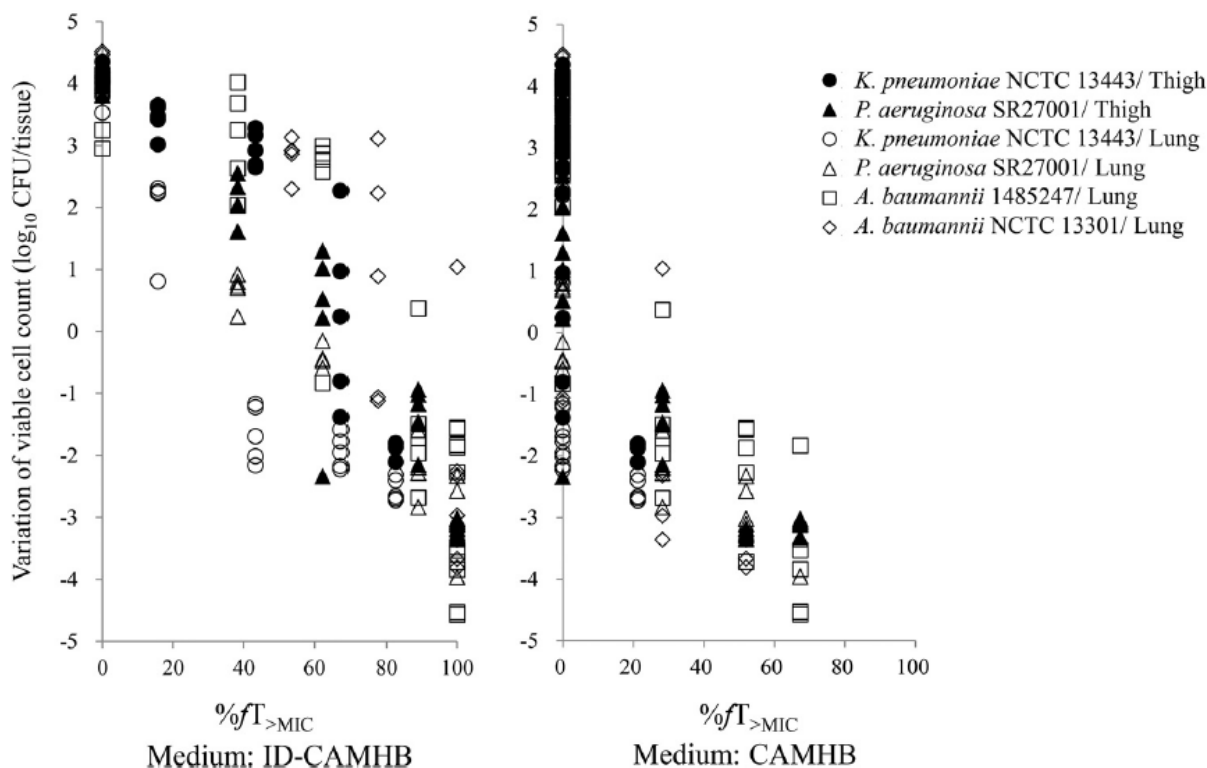 Variation of viable cell count (log10 CFU/tissue)
5
4
3
2
1
0
-1
-2
-3
-4
-5
0 20 40 60 80 100
%fT>MIC
Medium: ID-CAMHB
5
4
3
2
1
0
-1
-2
-3
-4
-5
0 20 40 60 80 100
%fT>MIC
Medium: CAMHB
K. pneumoniae NCTC 13443/ Thigh
P. aeruginosa SR27001/ Thigh
K. pneumoniae NCTC 13443/ Lung
P. aeruginosa SR27001/ Lung
A. baumannii 1485247/ Lung
A. baumannii NCTC 13301/ Lung